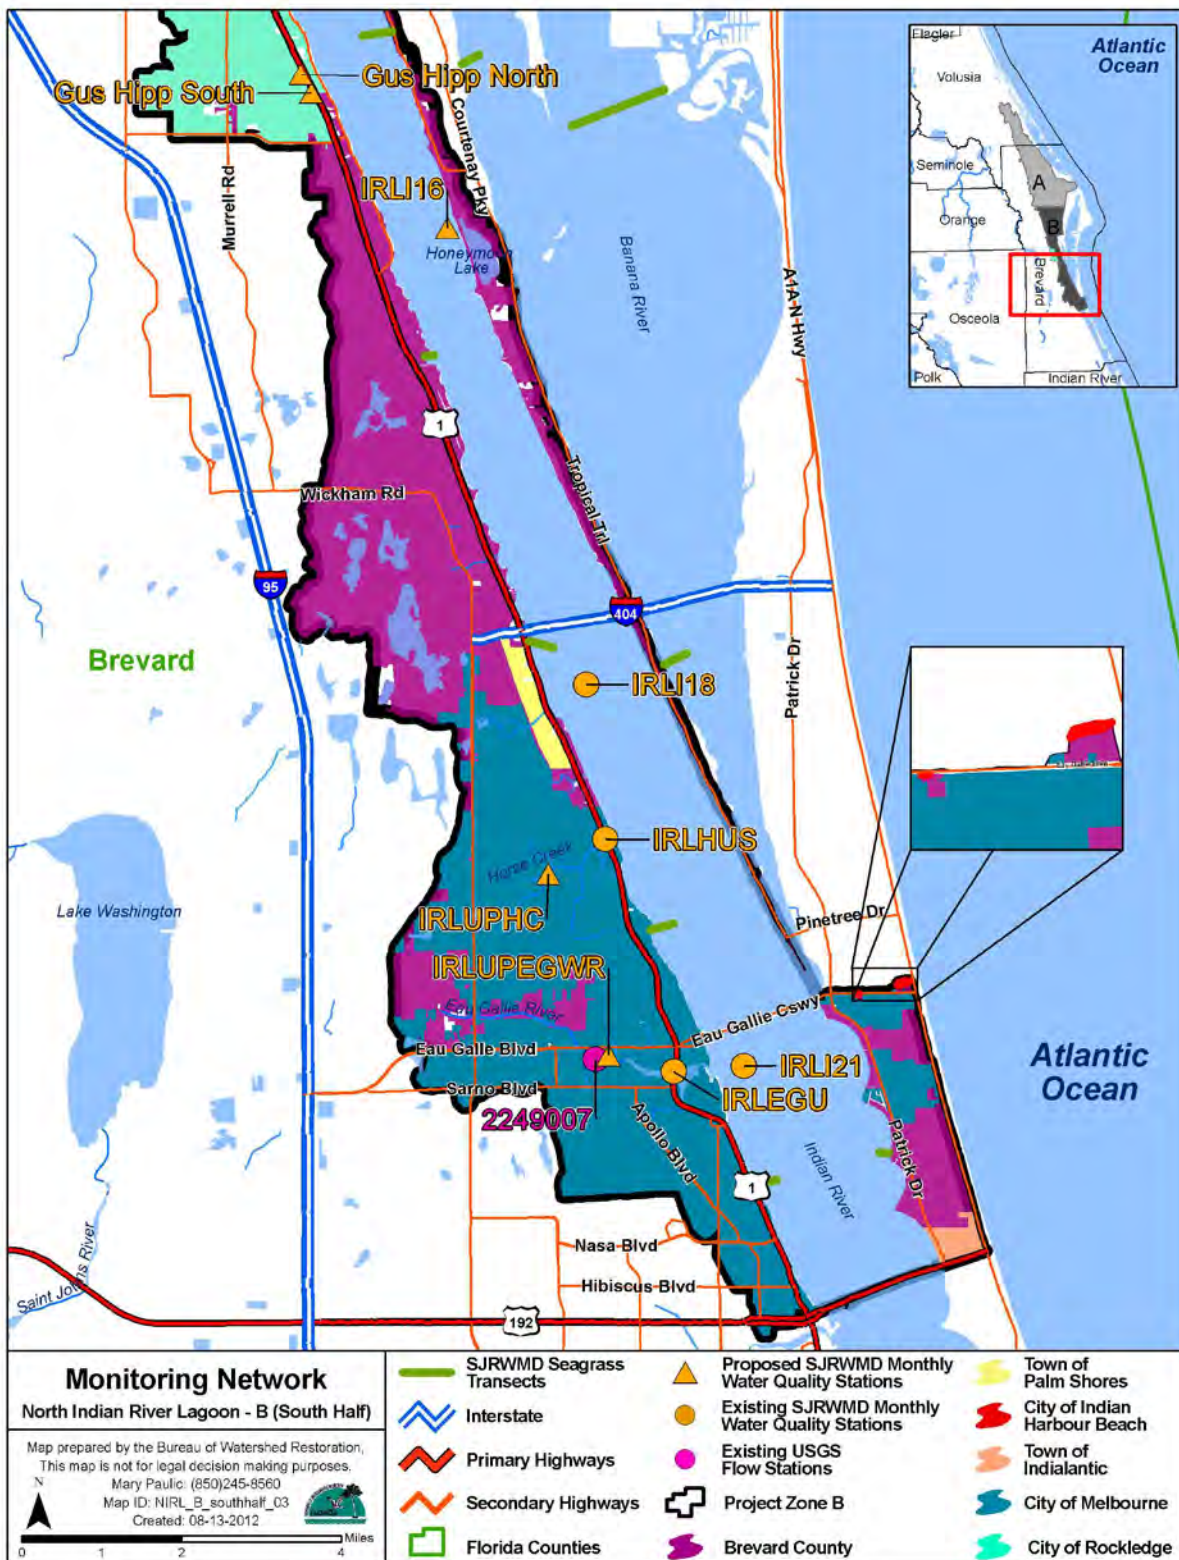 Gus Hipp North
Gus Hipp South
Courtenay Pky
Murrell Rd
IRLI16
Honeymoon
Lake
Banana River
A1A N Hwy
Flagler
Atlantic
Ocean
Volusia
Seminole
A
Orange
B
Brevard
Osceola
Polk
Indian River
1
Wickham Rd
Tropical Trl
95
404
Brevard
Patrick Dr
IRLI18
IRLHUS
Horse Creek
Lake Washington
IRLUPHC
Pinetree Dr
IRLUPEGWR
Eau Gallie River
Eau Gallie Cswy
Eau Galle Blvd
IRLI21
Sarno Blvd
IRLEGU
2249007
Atlantic
Ocean
Apollo Blvd
Patrick Dr
1
Indian River
Saint Johns River
Nasa Blvd
Hibiscus Blvd
192
Monitoring Network
North Indian River Lagoon - B (South Half)
Map prepared by the Bureau of Watershed Restoration,
This map is not for legal decision making purposes.
Mary Paulic: (850)245-8560
Map ID: NIRL_B_southhalf_03
Created: 08-13-2012
N
Miles
0 1 2 4
SJRWMD Seagrass
Transects
Interstate
Primary Highways
Secondary Highways
Florida Counties
Proposed SJRWMD Monthly
Water Quality Stations
Existing SJRWMD Monthly
Water Quality Stations
Existing USGS
Flow Stations
Project Zone B
Brevard County
Town of
Palm Shores
City of Indian
Harbour Beach
Town of
Indialantic
City of Melbourne
City of Rockledge